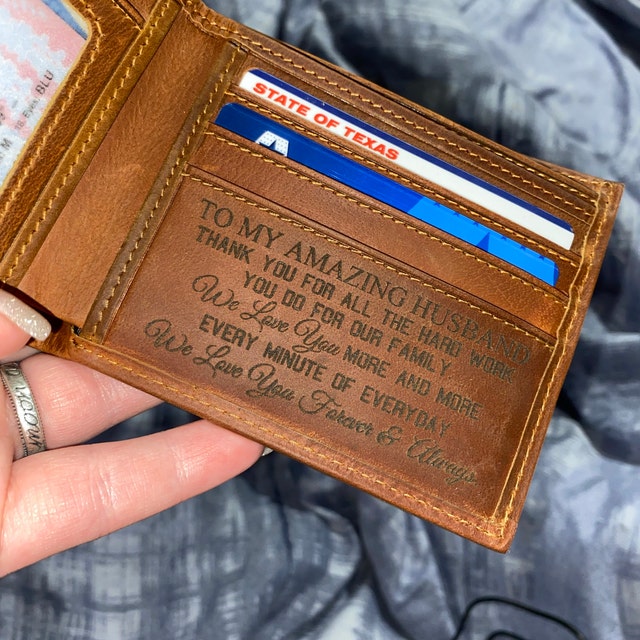 BLU
STATE OF TEXAS
TO MY AMAZING HUSBAND
THANK YOU FOR ALL THE HARD WORK
YOU DO FOR OUR FAMILY
We Love You MORE AND MORE
EVERY MINUTE OF EVERYDAY
We Love You Forever & Always